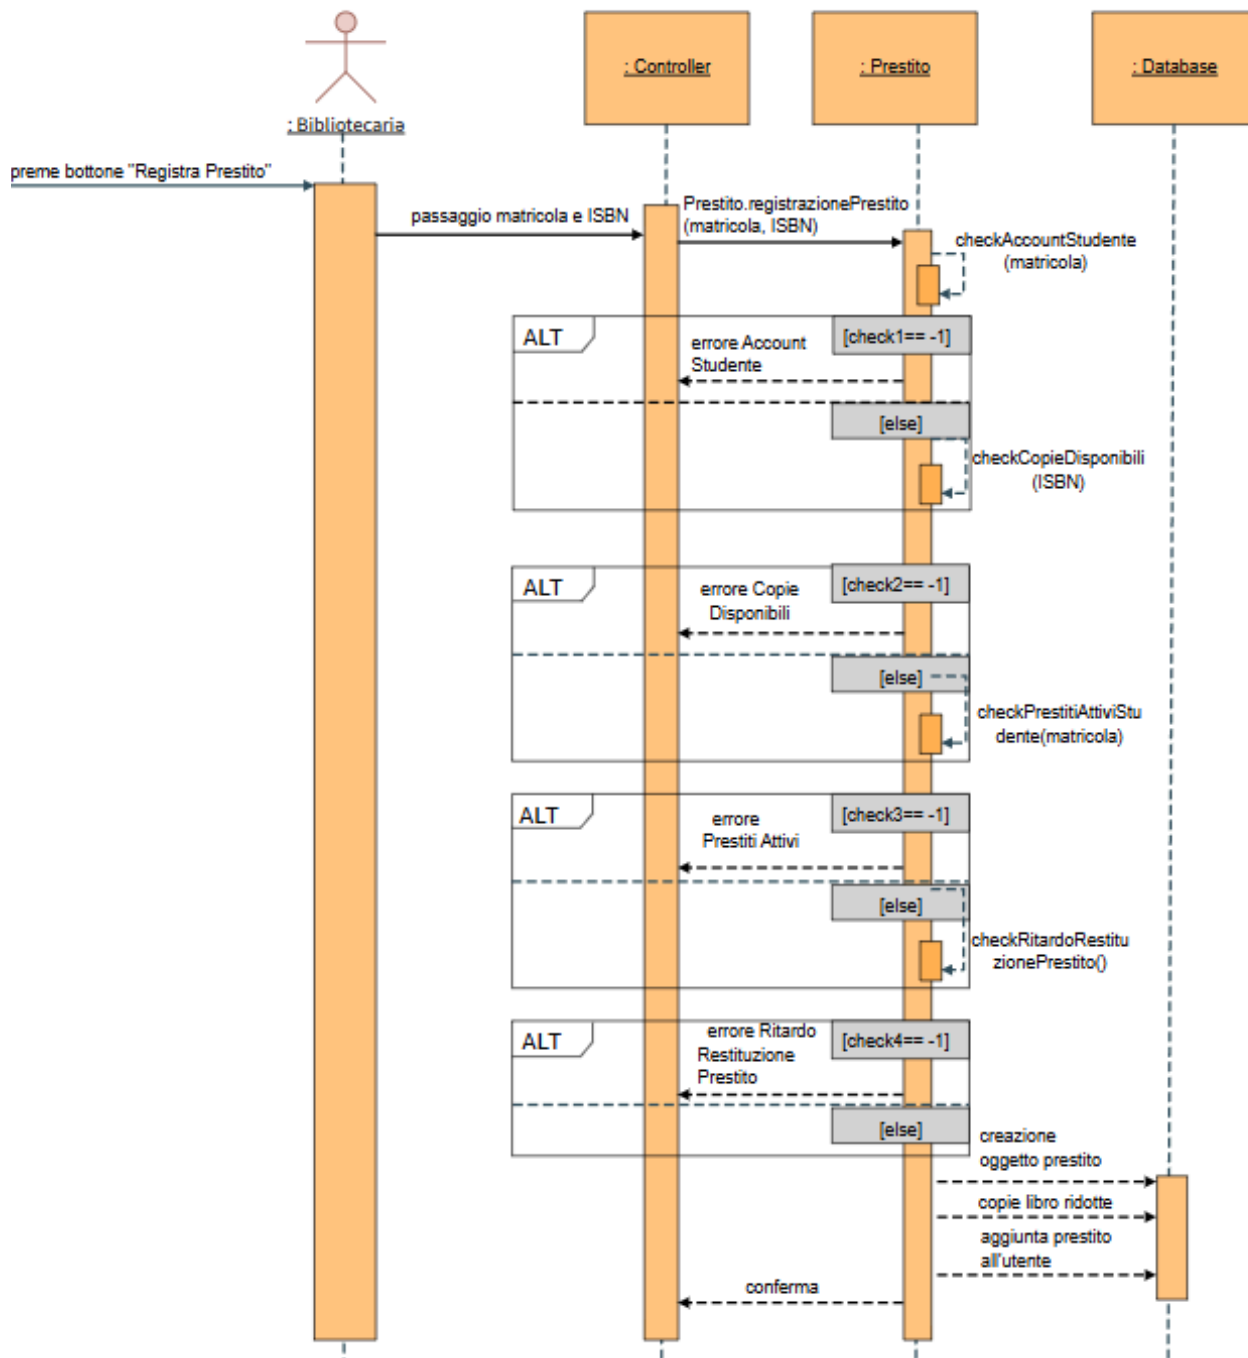 : Bibliotecaria
: Controller
: Prestito
: Database
preme bottone "Registra Prestito"
passaggio matricola e ISBN
Prestito.registrazionePrestito
(matricola, ISBN)
checkAccountStudente
(matricola)
ALT
[check1== -1]
errore Account
Studente
[else]
checkCopieDisponibili
(ISBN)
ALT
[check2== -1]
errore Copie
Disponibili
[else]
checkPrestitiAttiviStu
dente(matricola)
ALT
[check3== -1]
errore
Prestiti Attivi
[else]
checkRitardoRestitu
zionePrestito()
ALT
[check4== -1]
errore Ritardo
Restituzione
Prestito
[else]
creazione
oggetto prestito
copie libro ridotte
aggiunta prestito
all'utente
conferma